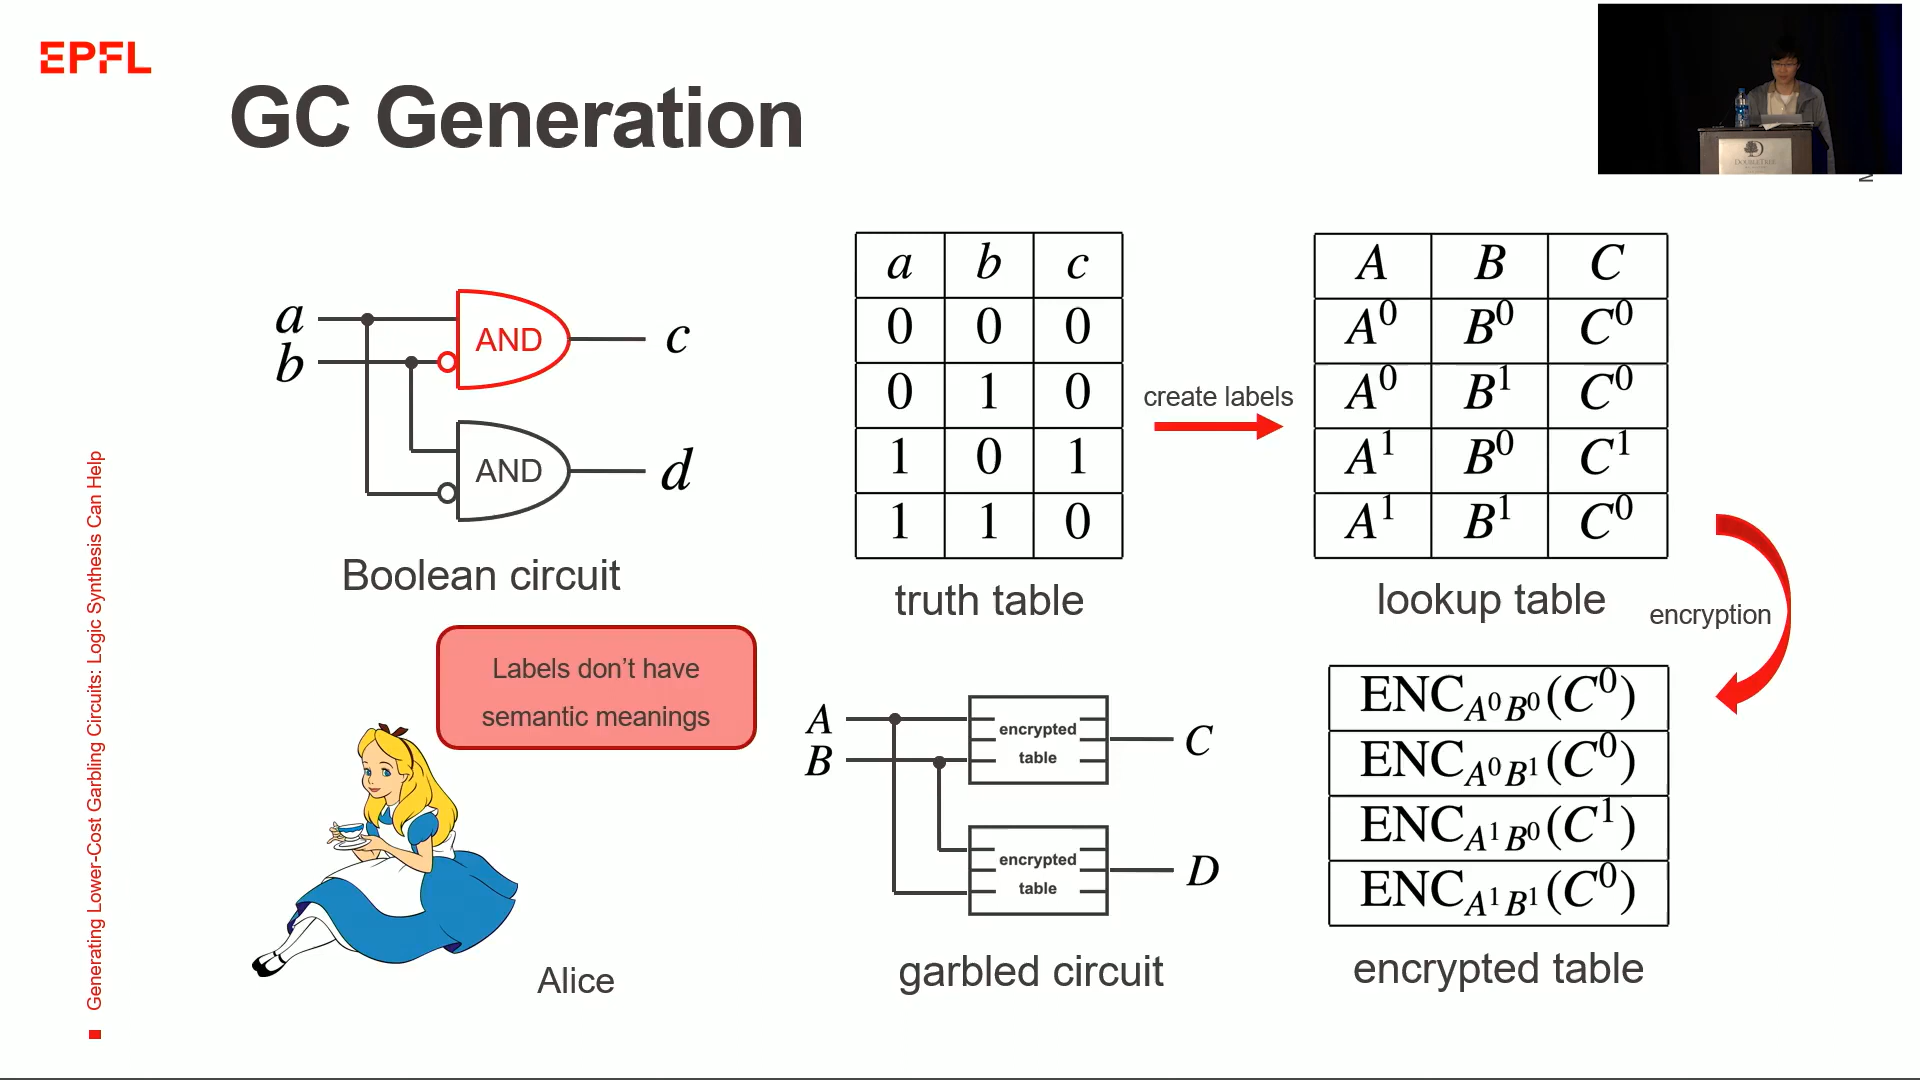 EPFL
GC Generation
DOUBLETREE
N
Generating Lower-Cost Garbling Circuits: Logic Synthesis Can Help
a
b
AND
c
AND
d
Boolean circuit
a b c
0 0 0
0 1 0
1 0 1
1 1 0
truth table
create labels
A B C
A⁰ B⁰ C⁰
A⁰ B¹ C⁰
A¹ B⁰ C¹
A¹ B¹ C⁰
lookup table
encryption
Labels don’t have
semantic meanings
Alice
A
B
encrypted
table
C
encrypted
table
D
garbled circuit
ENC_A⁰B⁰(C⁰)
ENC_A⁰B¹(C⁰)
ENC_A¹B⁰(C¹)
ENC_A¹B¹(C⁰)
encrypted table